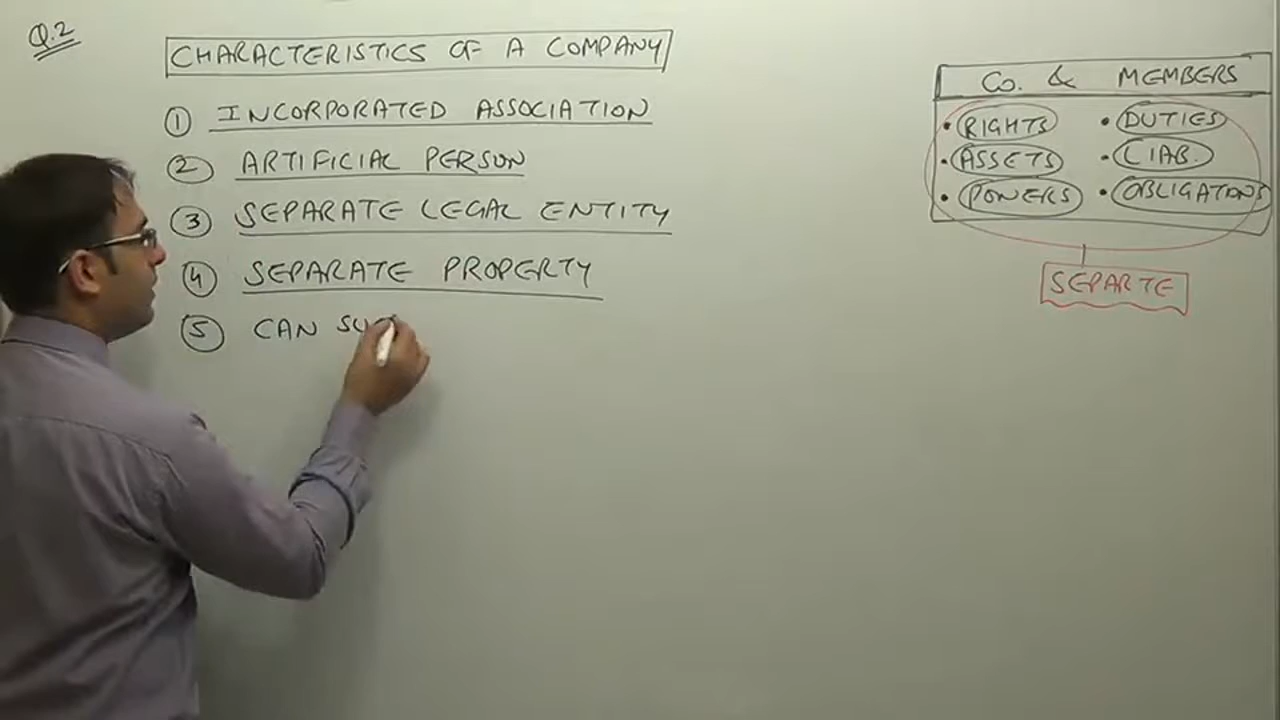 Q.2
CHARACTERISTICS OF A COMPANY
① INCORPORATED ASSOCIATION
② ARTIFICIAL PERSON
③ SEPARATE LEGAL ENTITY
④ SEPARATE PROPERTY
⑤ CAN SUE
CO. & MEMBERS
• RIGHTS • DUTIES
• ASSETS • LIAB.
• POWERS • OBLIGATIONS
SEPARTE